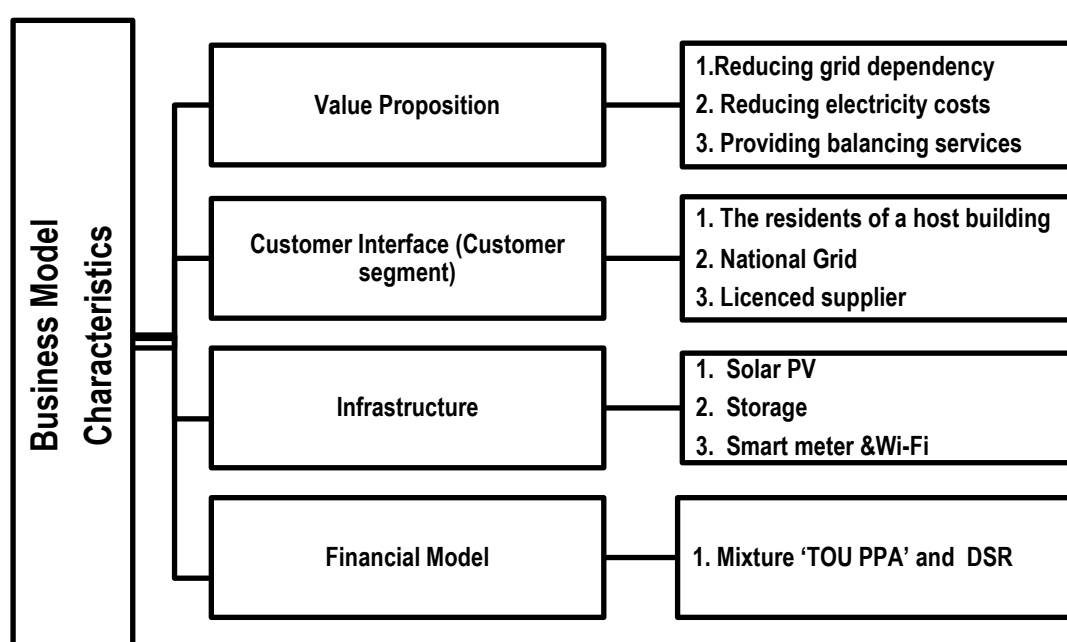 Business Model
Characteristics
Value Proposition
1.Reducing grid dependency
2. Reducing electricity costs
3. Providing balancing services
Customer Interface (Customer
segment)
1. The residents of a host building
2. National Grid
3. Licenced supplier
Infrastructure
1. Solar PV
2. Storage
3. Smart meter &Wi-Fi
Financial Model
1. Mixture ‘TOU PPA’ and DSR